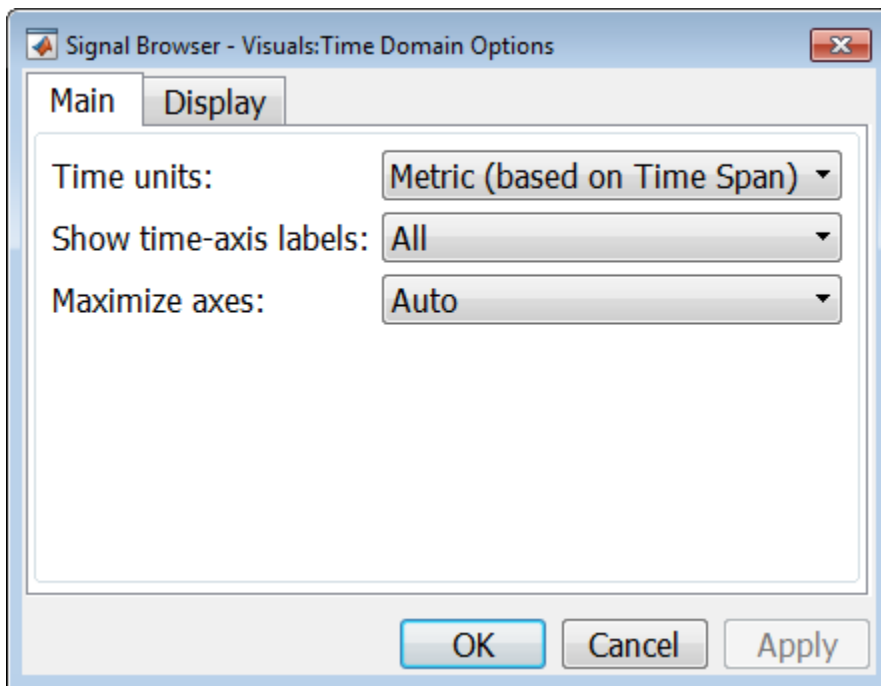 Signal Browser - Visuals:Time Domain Options
Main Display
Time units: Metric (based on Time Span)
Show time-axis labels: All
Maximize axes: Auto
OK Cancel Apply